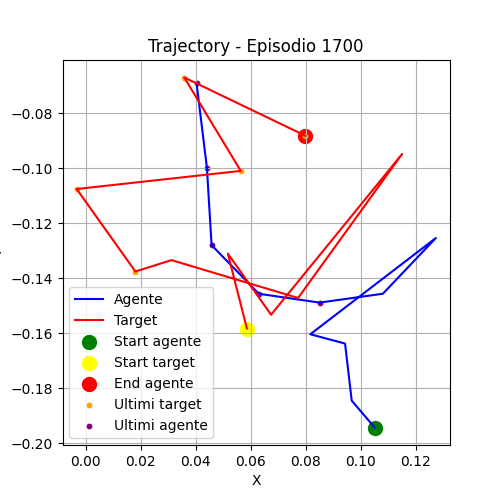 Trajectory - Episodio 1700
−0.08
−0.10
−0.12
−0.14
−0.16
−0.18
−0.20
Agente
Target
Start agente
Start target
End agente
Ultimi target
Ultimi agente
0.00 0.02 0.04 0.06 0.08 0.10 0.12
X